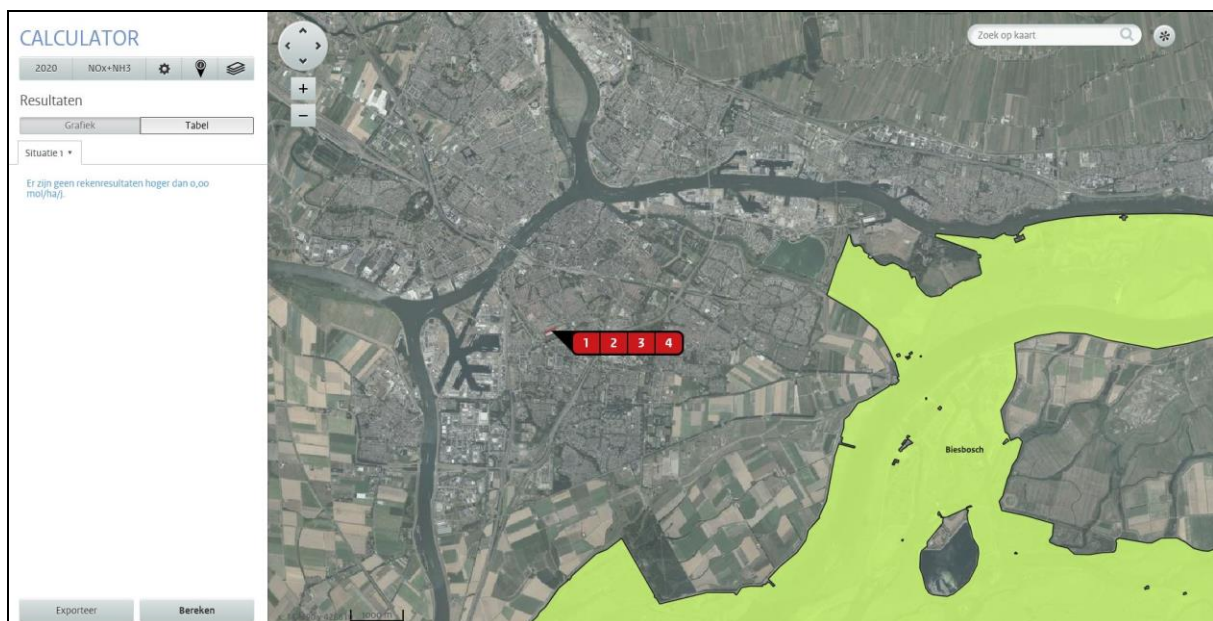 CALCULATOR
2020 NOx+NH3
Resultaten
Grafiek Tabel
Situatie 1
Er zijn geen rekenresultaten hoger dan 0,00
mol/ha/j.
Exporteer Bereken
Zoek op kaart
+
−
1 2 3 4
Biesbosch
1000 m